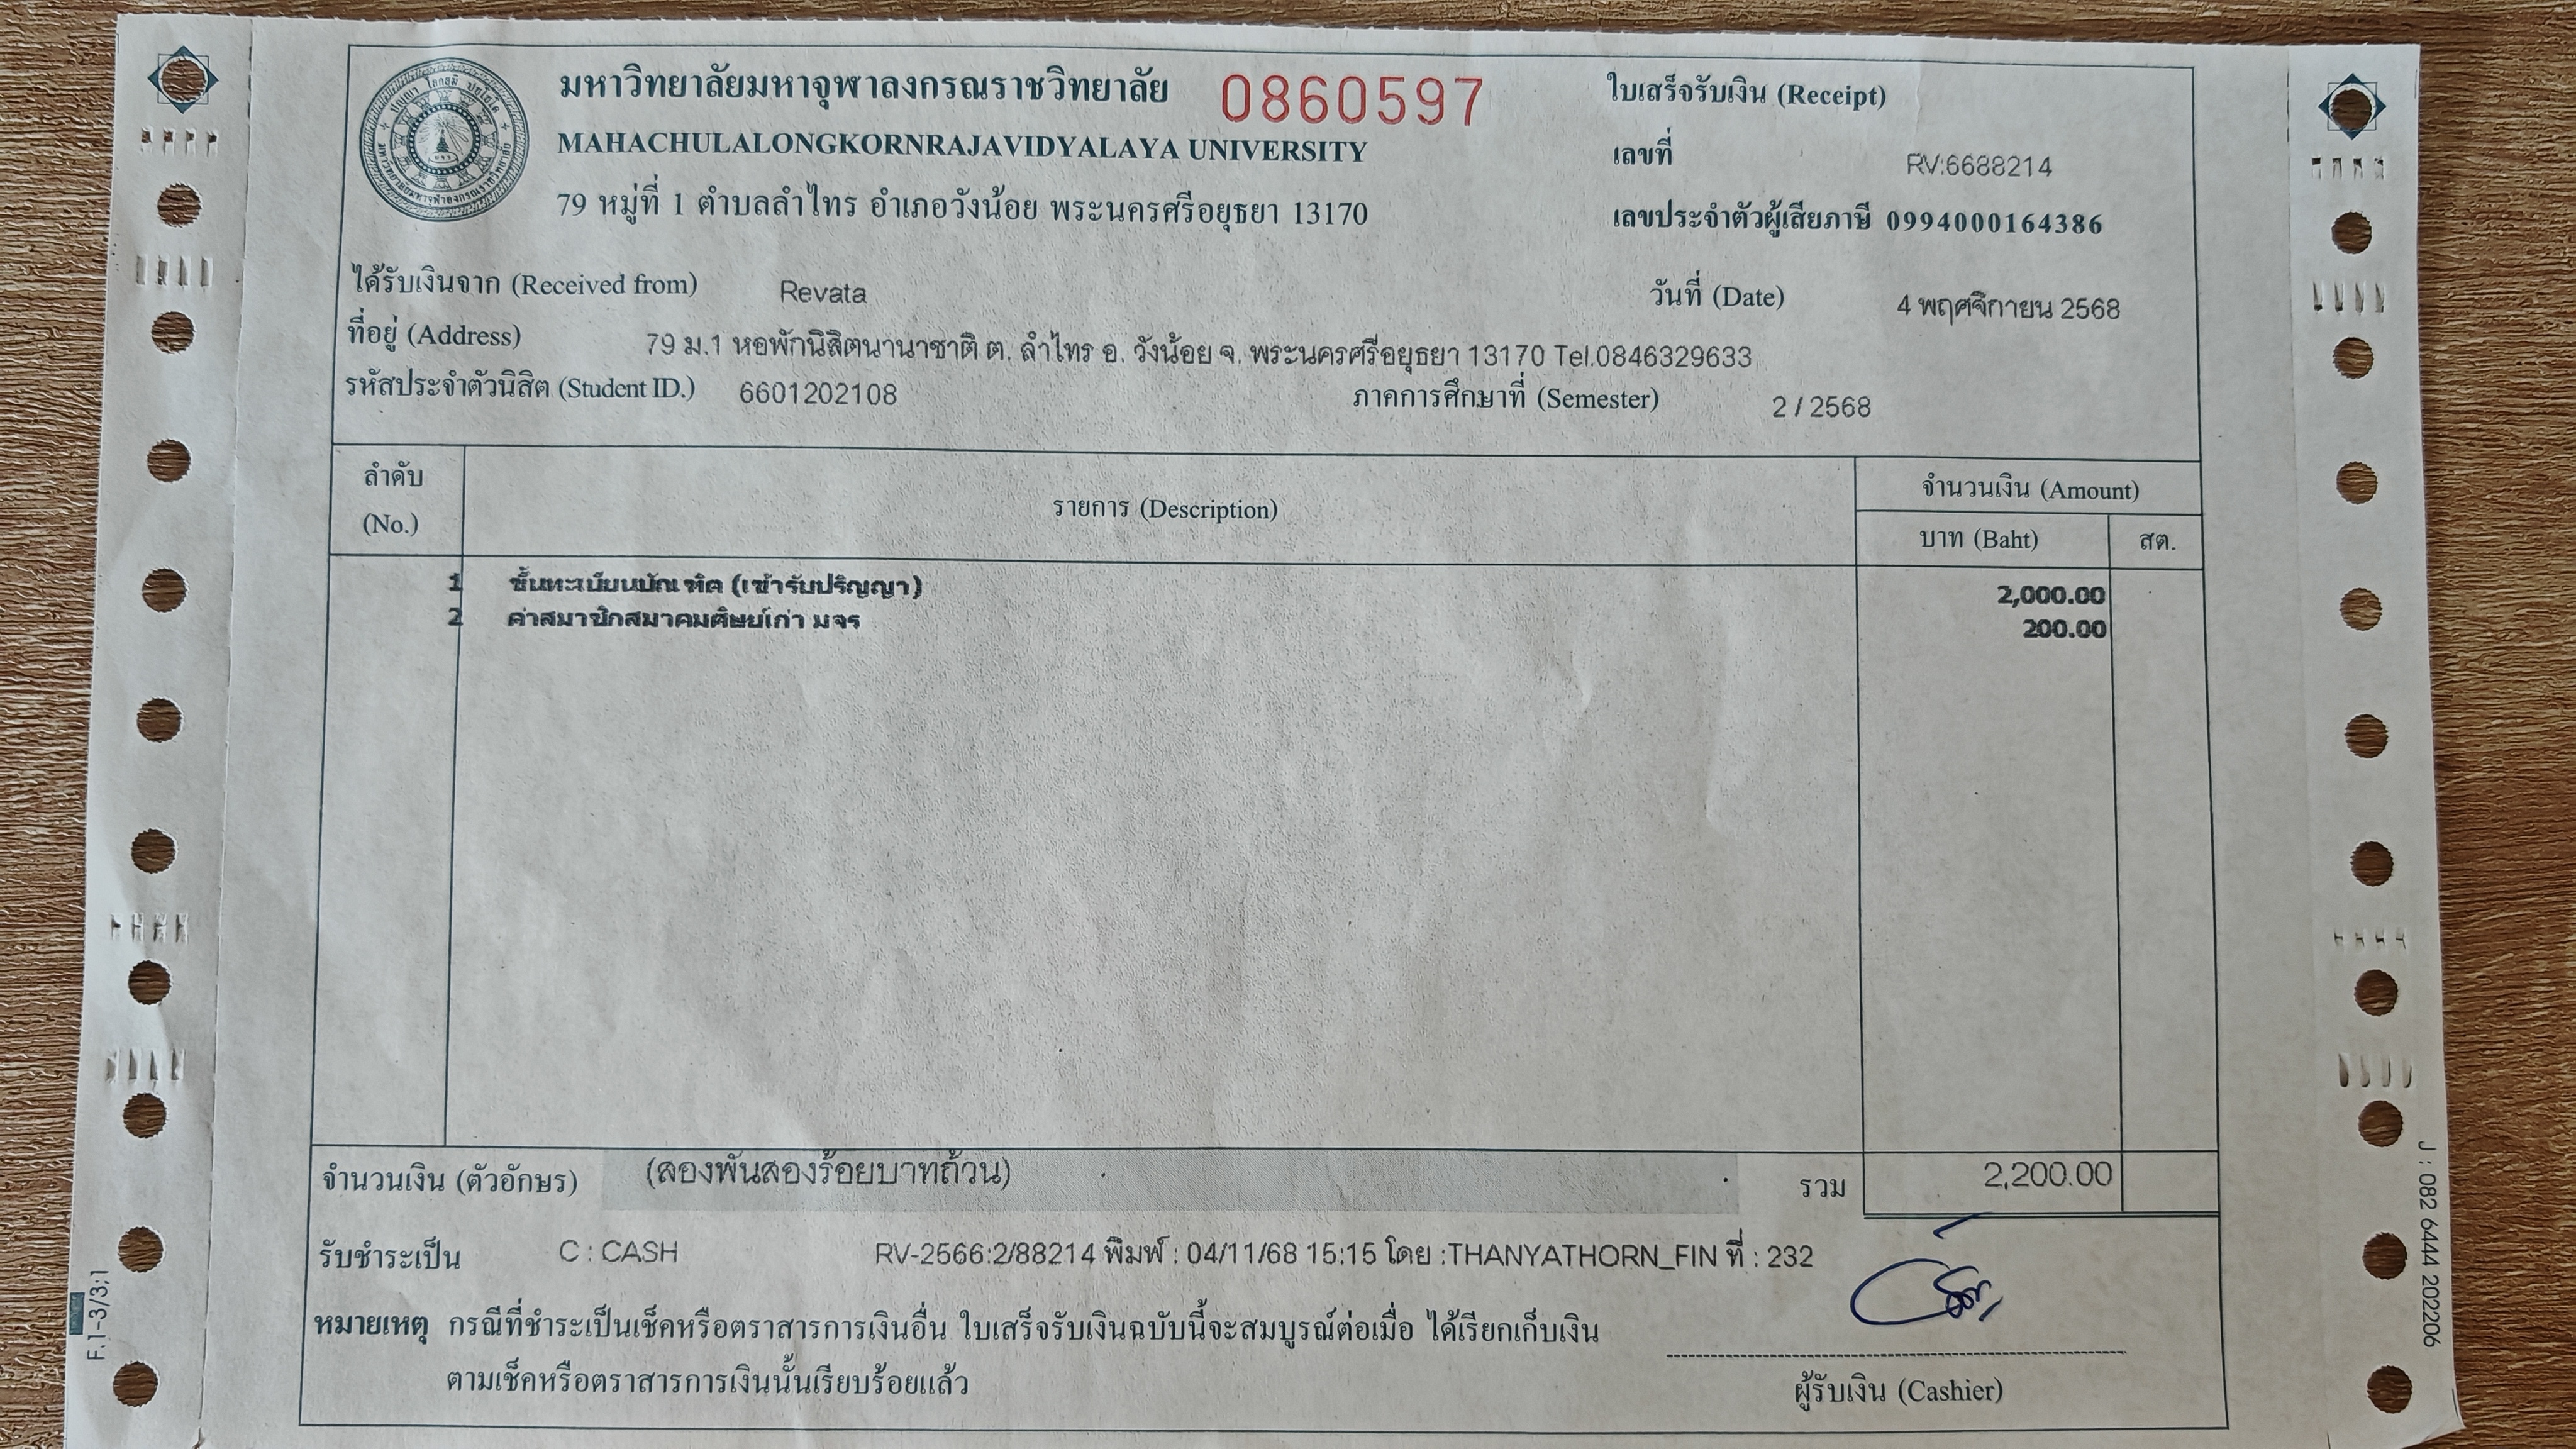 มหาวิทยาลัยมหาจุฬาลงกรณราชวิทยาลัย 0860597 ใบเสร็จรับเงิน (Receipt)
MAHACHULALONGKORNRAJAVIDYALAYA UNIVERSITY
เลขที่ RV:6688214
79 หมู่ที่ 1 ตำบลลำไทร อำเภอวังน้อย พระนครศรีอยุธยา 13170
เลขประจำตัวผู้เสียภาษี 0994000164386
ได้รับเงินจาก (Received from) Revata วันที่ (Date) 4 พฤศจิกายน 2568
ที่อยู่ (Address) 79 ม.1 หอพักนิสิตนานาชาติ ต. ลำไทร อ. วังน้อย จ. พระนครศรีอยุธยา 13170 Tel.0846329633
รหัสประจำตัวนิสิต (Student ID.) 6601202108 ภาคการศึกษาที่ (Semester) 2 / 2568
ลำดับ (No.) รายการ (Description) จำนวนเงิน (Amount)
บาท (Baht) สต.
1 ขึ้นทะเบียนบัณฑิต (เข้ารับปริญญา) 2,000.00
2 ค่าสมาชิกสมาคมศิษย์เก่า มจร 200.00
จำนวนเงิน (ตัวอักษร) (สองพันสองร้อยบาทถ้วน) รวม 2,200.00
รับชำระเป็น C : CASH RV-2566:2/88214 พิมพ์ : 04/11/68 15:15 โดย :THANYATHORN_FIN ที่ : 232
หมายเหตุ กรณีที่ชำระเป็นเช็คหรือตราสารการเงินอื่น ใบเสร็จรับเงินฉบับนี้จะสมบูรณ์ต่อเมื่อ ได้เรียกเก็บเงิน
ตามเช็คหรือตราสารการเงินนั้นเรียบร้อยแล้ว
ผู้รับเงิน (Cashier)
F.1-3/3:1
J : 082 6444 202206